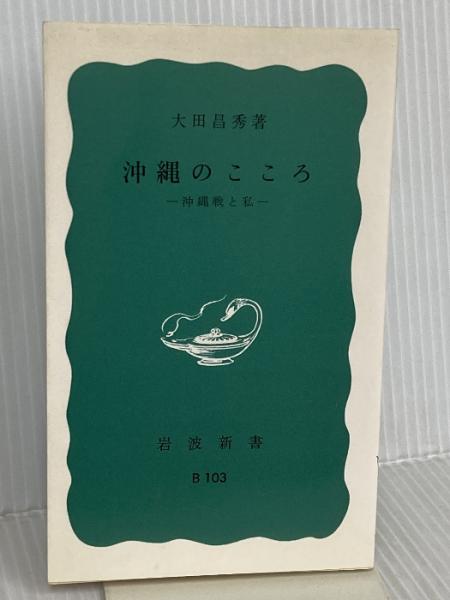 大田昌秀著
沖縄のこころ
—沖縄戦と私—
岩波新書
B 103